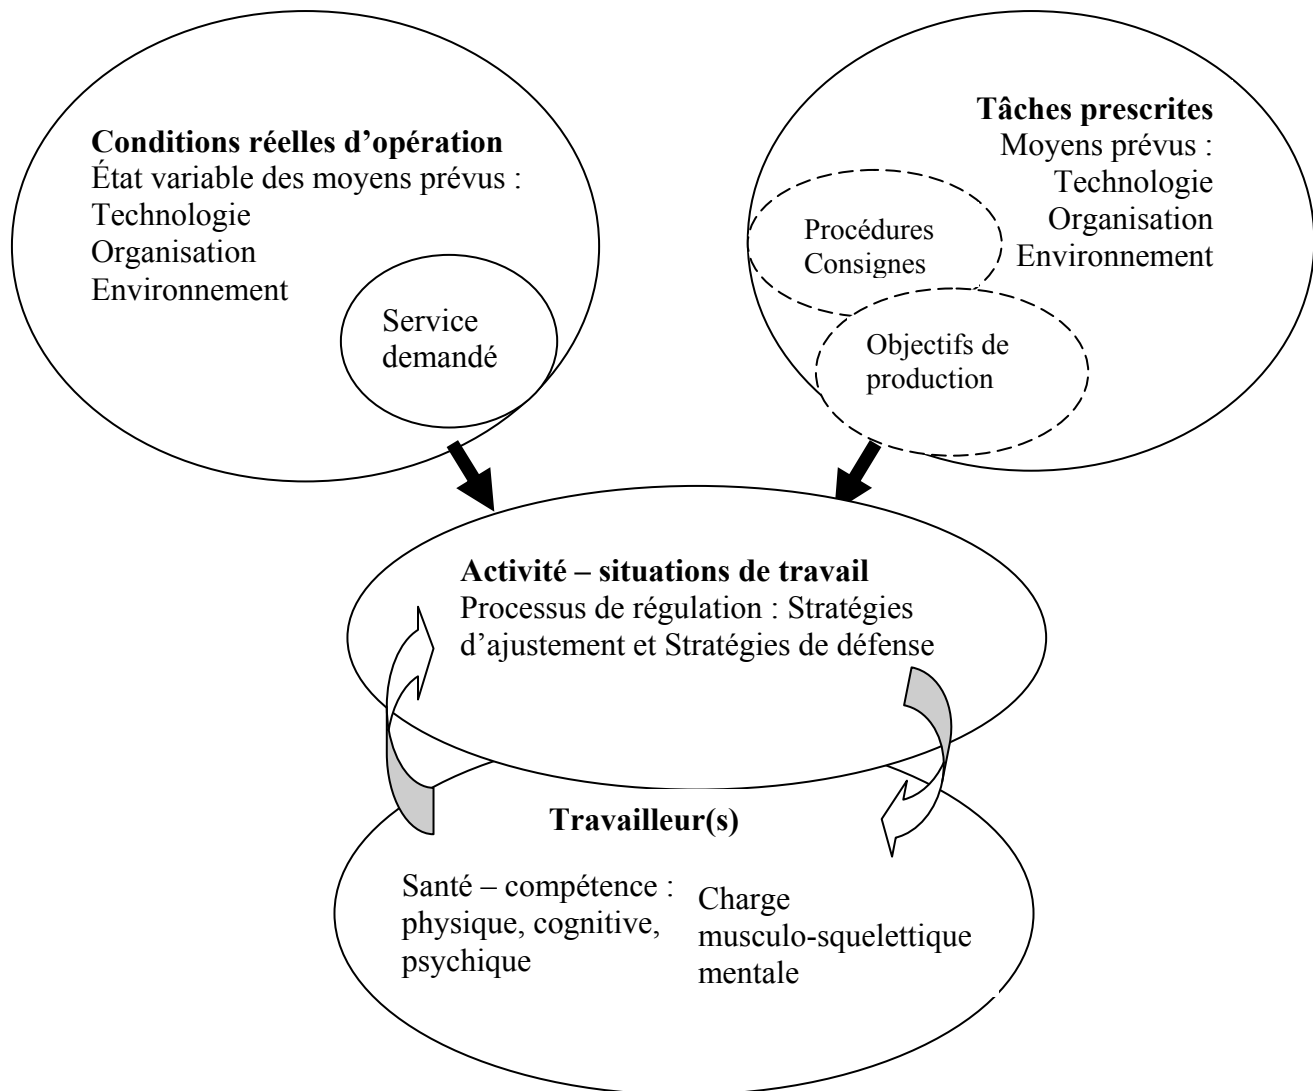 Conditions réelles d’opération
État variable des moyens prévus :
Technologie
Organisation
Environnement
Service
demandé
Tâches prescrites
Moyens prévus :
Technologie
Organisation
Environnement
Procédures
Consignes
Objectifs de
production
Activité – situations de travail
Processus de régulation : Stratégies
d’ajustement et Stratégies de défense
Travailleur(s)
Santé – compétence :
physique, cognitive,
psychique
Charge
musculo-squelettique
mentale